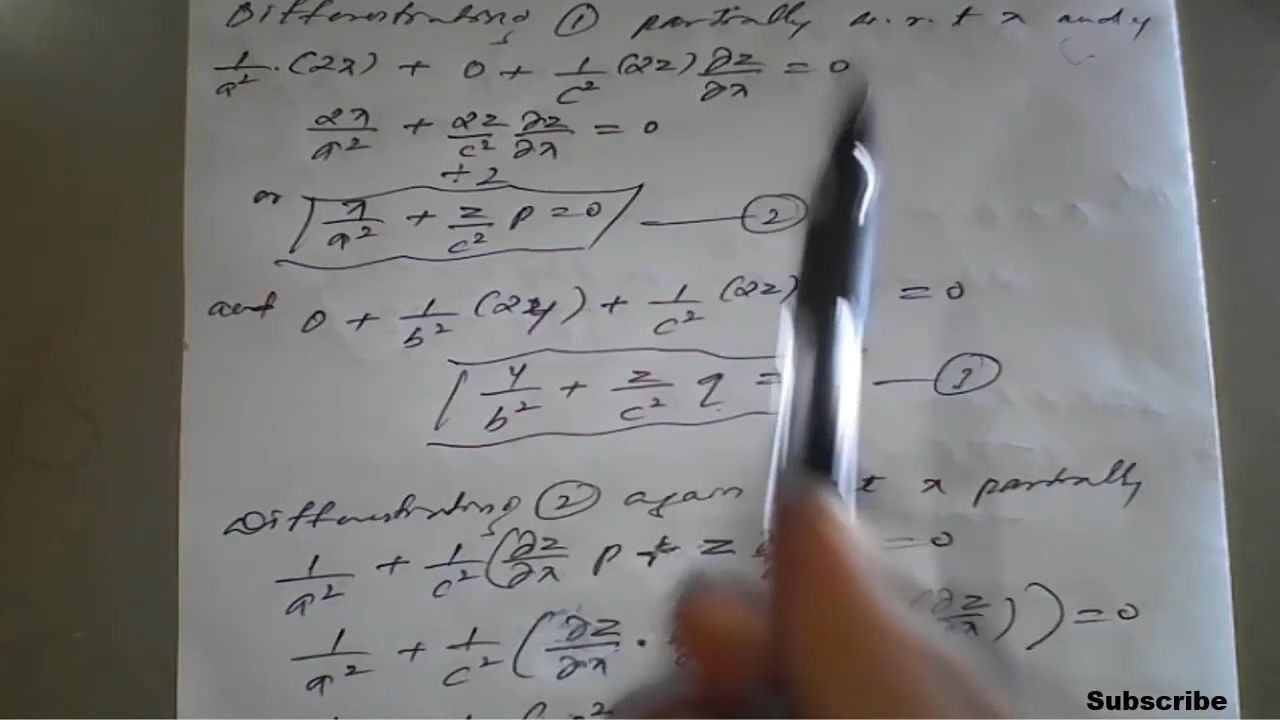 Differentiating ① partially w.r.t x and y
1/a² . (2x) + 0 + 1/c² (2z) ∂z/∂x = 0
2x/a² + 2z/c² ∂z/∂x = 0
÷ 2
or x/a² + z/c² p = 0 — ②
and 0 + 1/b² (2y) + 1/c² (2z) = 0
y/b² + z/c² q = — ③
Differentiating ② again t x partially
1/a² + 1/c² (∂z/∂x p + z = 0
1/a² + 1/c² (∂z/∂x . ∂z/∂x)) = 0
Subscribe